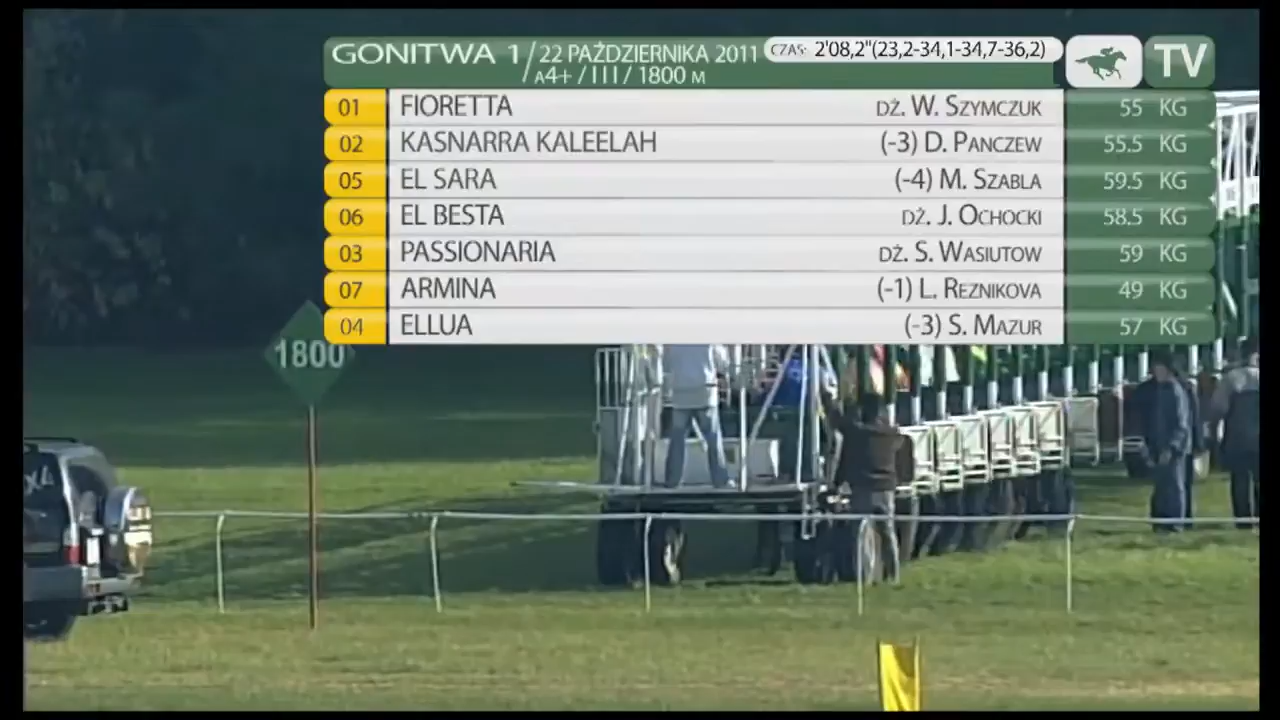 GONITWA 1/22 PAŹDZIERNIKA 2011 CZAS: 2'08,2"(23,2-34,1-34,7-36,2) TV
A4+/III/1800 M
01 FIORETTA DŻ. W. SZYMCZUK 55 KG
02 KASNARRA KALEELAH (-3) D. PANCZEW 55.5 KG
05 EL SARA (-4) M. SZABLA 59.5 KG
06 EL BESTA DŻ. J. OCHOCKI 58.5 KG
03 PASSIONARIA DŻ. S. WASIUTOW 59 KG
07 ARMINA (-1) L. REZNIKOVA 49 KG
04 ELLUA (-3) S. MAZUR 57 KG
1800
X4